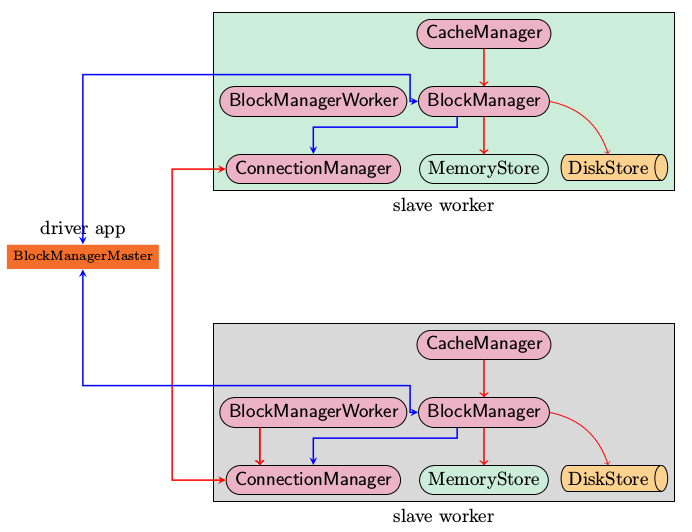 CacheManager
BlockManagerWorker BlockManager
ConnectionManager MemoryStore DiskStore
slave worker
driver app
BlockManagerMaster
CacheManager
BlockManagerWorker BlockManager
ConnectionManager MemoryStore DiskStore
slave worker